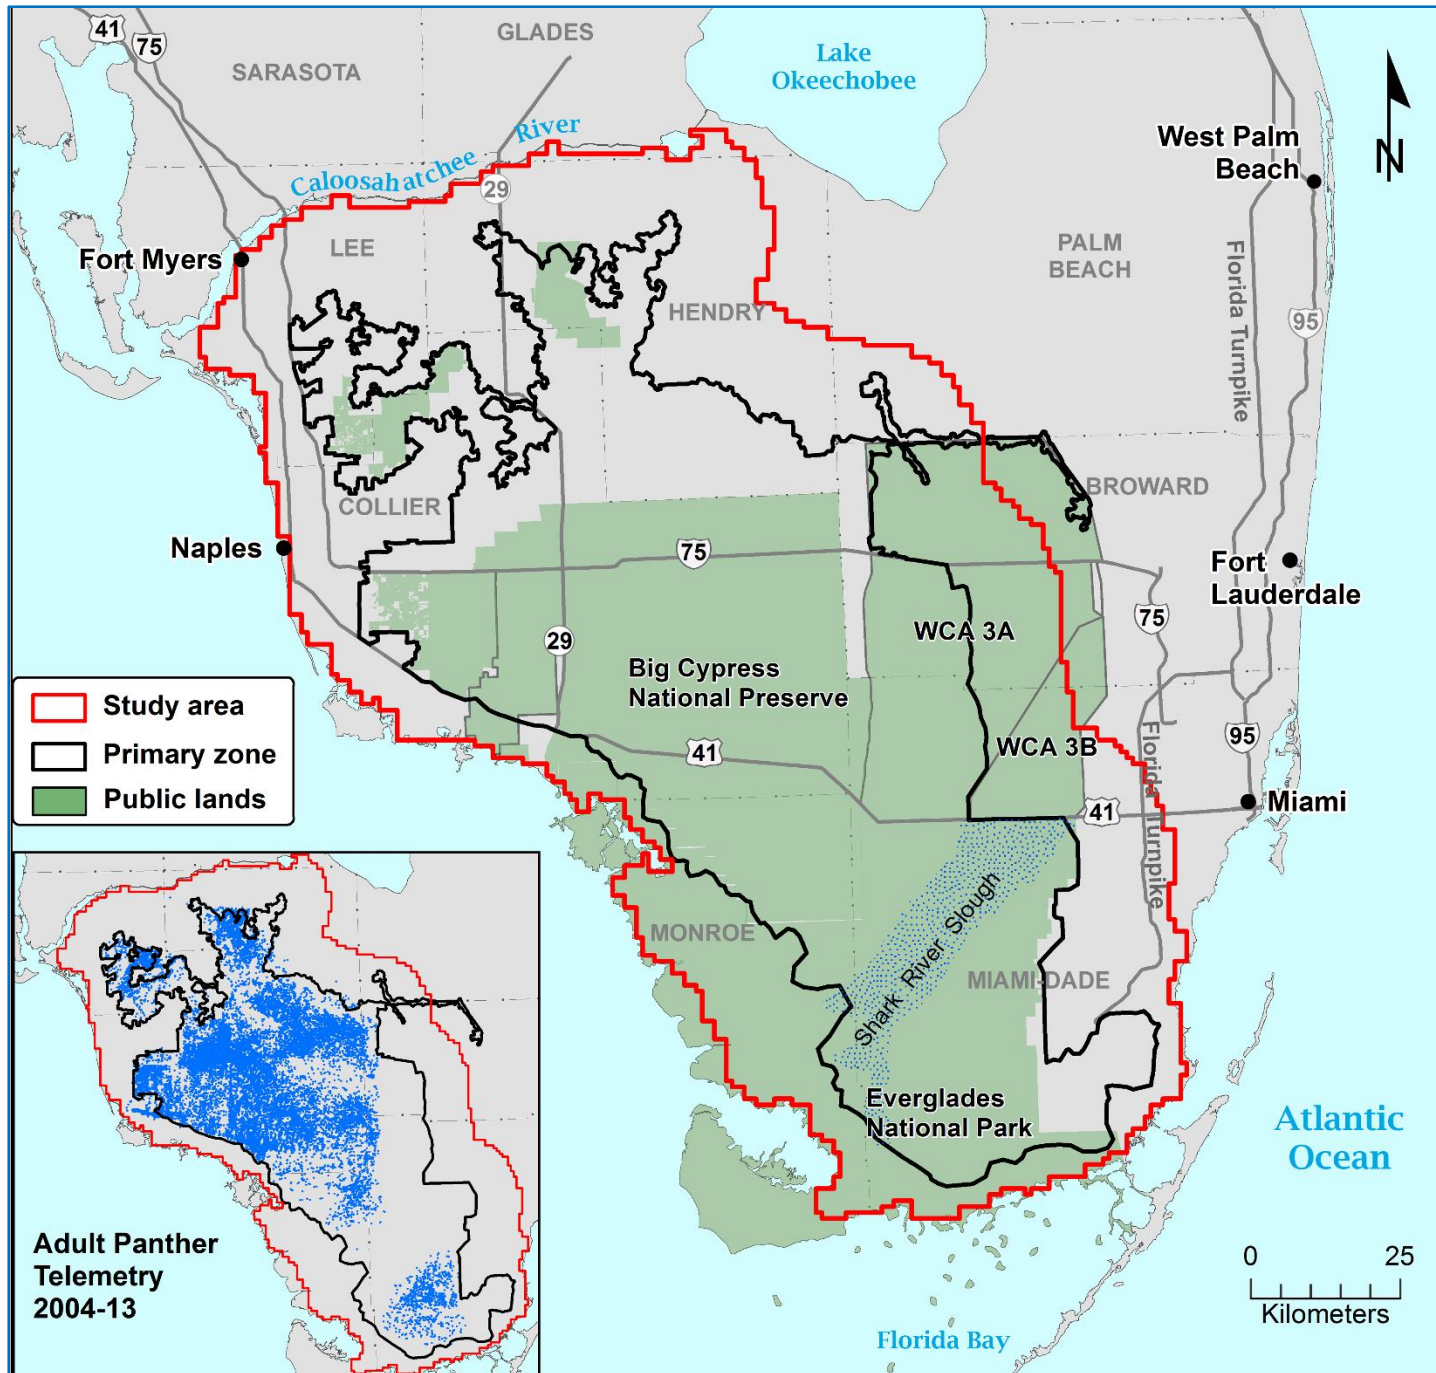 41
75
GLADES
SARASOTA
Lake
Okeechobee
N
West Palm
Beach
Caloosahatchee River
29
Fort Myers
LEE
PALM
BEACH
Florida Turnpike
HENDRY
95
COLLIER
BROWARD
Naples
75
Fort
Lauderdale
WCA 3A
75
29
Big Cypress
National Preserve
Study area
Primary zone
Public lands
41
WCA 3B
95
Florida Turnpike
41
Miami
Shark River Slough
MONROE
MIAMI-DADE
Everglades
National Park
Atlantic
Ocean
Adult Panther
Telemetry
2004-13
0 25
Kilometers
Florida Bay